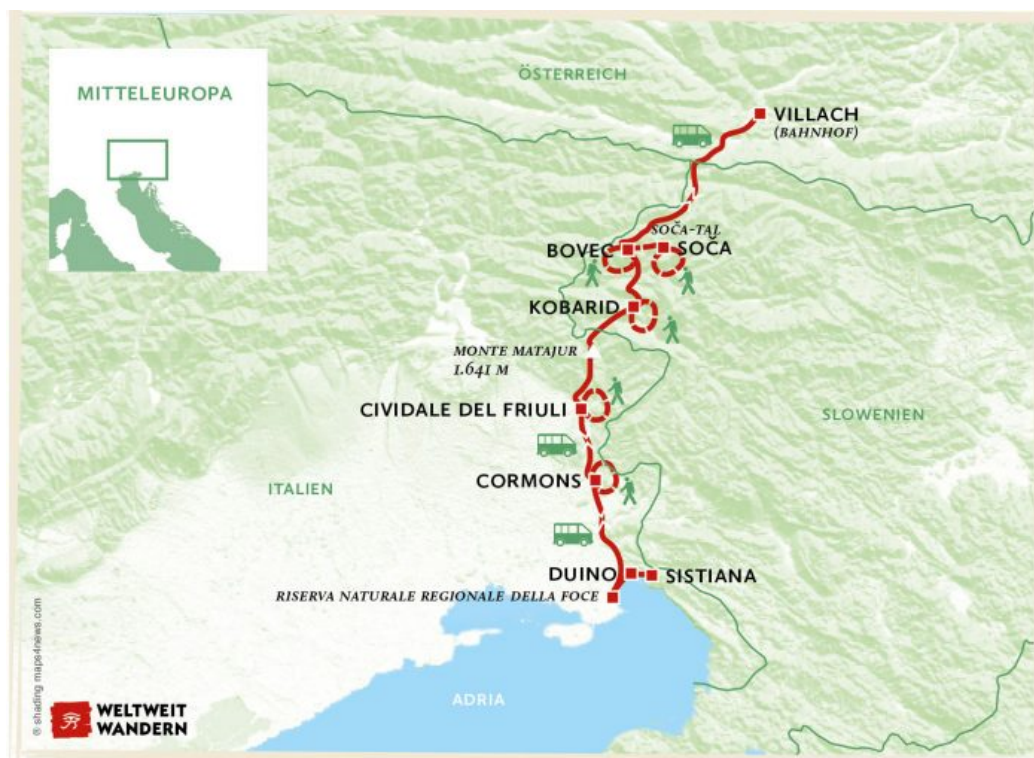 MITTELEUROPA
ÖSTERREICH
VILLACH
(BAHNHOF)
SOČA-TAL
BOVEC
SOČA
KOBARID
MONTE MATAJUR
1.641 M
CIVIDALE DEL FRIULI
SLOWENIEN
CORMONS
ITALIEN
DUINO
SISTIANA
RISERVA NATURALE REGIONALE DELLA FOCE
ADRIA
© shading maps4news.com
WELTWEIT
WANDERN